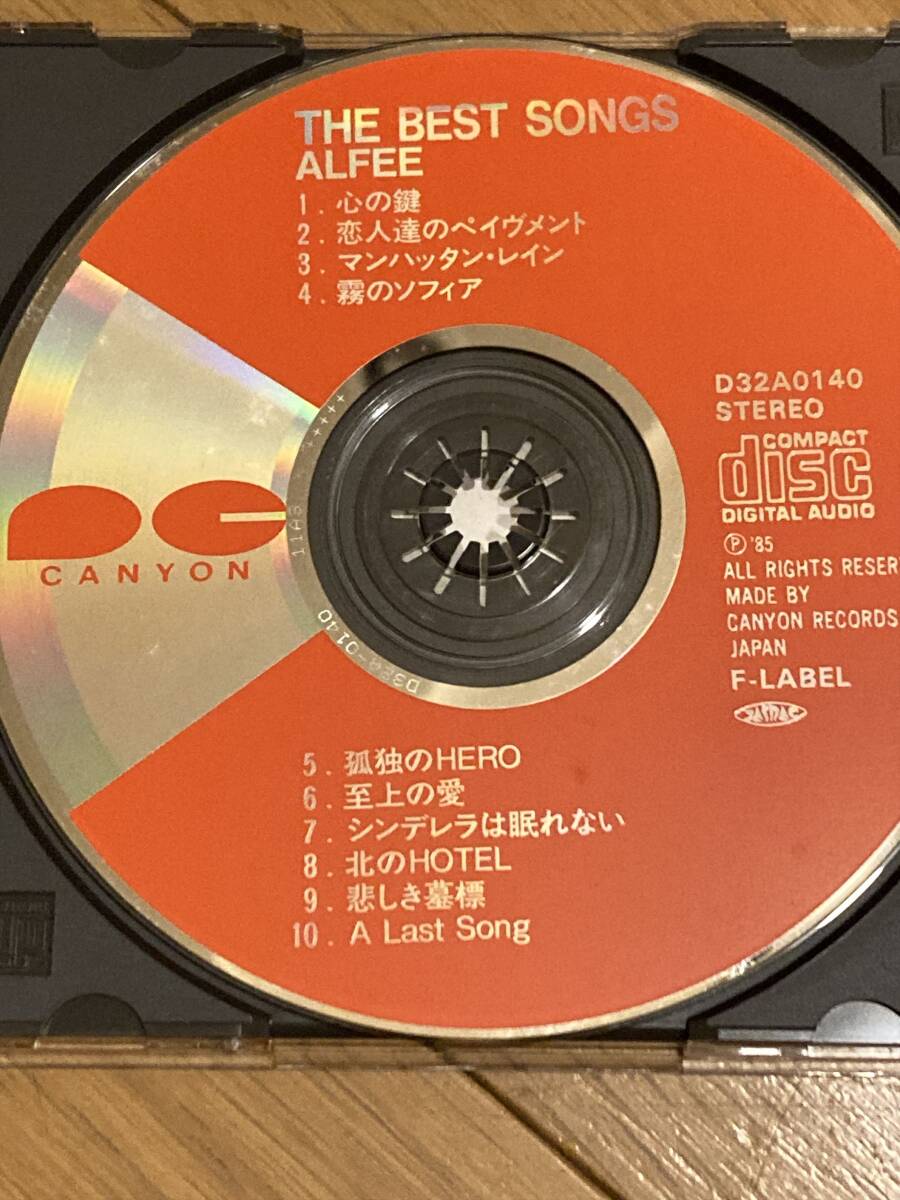 THE BEST SONGS
ALFEE
1. 心の鍵
2. 恋人達のペイヴメント
3. マンハッタン・レイン
4. 霧のソフィア
D32A0140
STEREO
COMPACT
disc
DIGITAL AUDIO
Ⓟ '85
ALL RIGHTS RESER
MADE BY
CANYON RECORDS
JAPAN
F-LABEL
CANYON
D32A-0140
5. 孤独のHERO
6. 至上の愛
7. シンデレラは眠れない
8. 北のHOTEL
9. 悲しき墓標
10. A Last Song